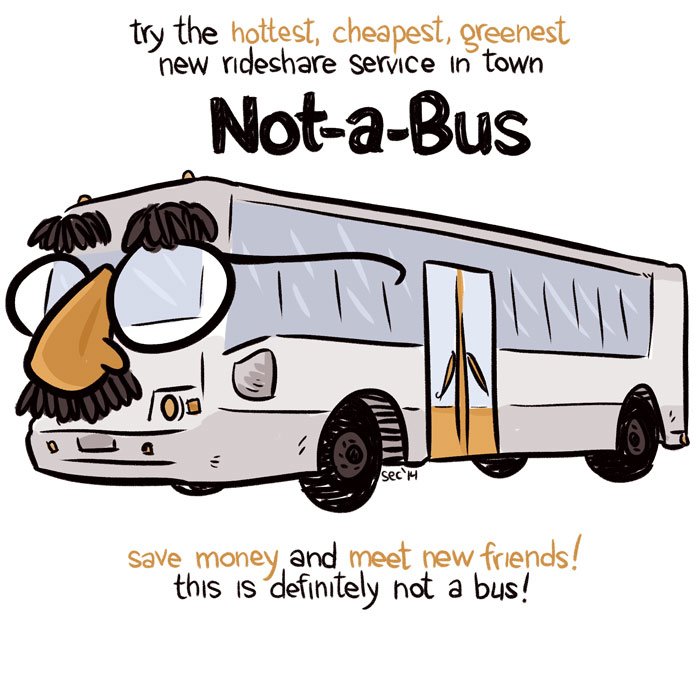 try the hottest, cheapest, greenest
new rideshare service in town
Not-a-Bus
sec'14
save money and meet new friends!
this is definitely not a bus!